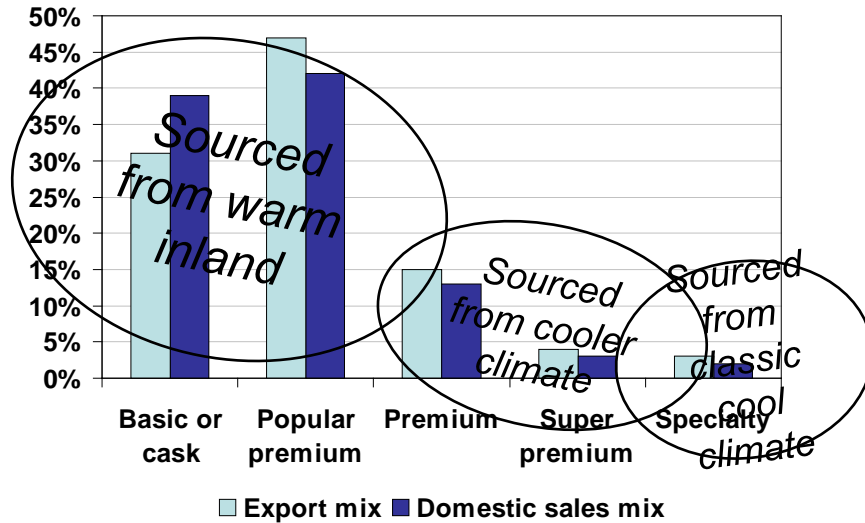 50%
45%
40%
35%
30%
25%
20%
15%
10%
5%
0%
Sourced
from warm
inland
Sourced
from cooler
climate
Sourced
from
classic
cool
climate
Basic or
cask
Popular
premium
Premium
Super
premium
Specialty
Export mix
Domestic sales mix